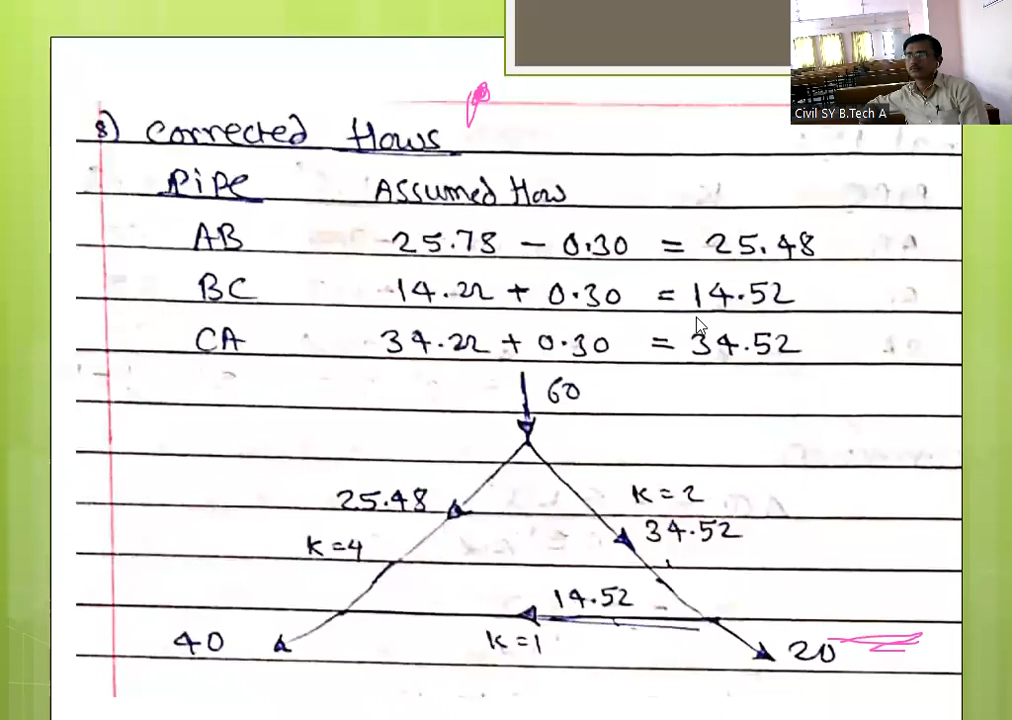 Civil SY B.Tech A
8) Corrected flows
Pipe Assumed flow
AB 25.78 - 0.30 = 25.48
BC 14.22 + 0.30 = 14.52
CA 34.22 + 0.30 = 34.52
60
25.48 K=2
34.52
K=4
14.52
40 K=1 20